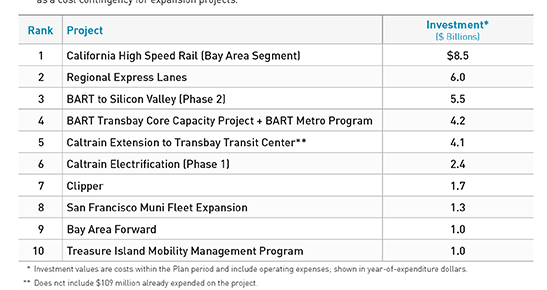 as a cost contingency for expansion projects.
Rank Project Investment*
($ Billions)
1 California High Speed Rail (Bay Area Segment) $8.5
2 Regional Express Lanes 6.0
3 BART to Silicon Valley (Phase 2) 5.5
4 BART Transbay Core Capacity Project + BART Metro Program 4.2
5 Caltrain Extension to Transbay Transit Center** 4.1
6 Caltrain Electrification (Phase 1) 2.4
7 Clipper 1.7
8 San Francisco Muni Fleet Expansion 1.3
9 Bay Area Forward 1.0
10 Treasure Island Mobility Management Program 1.0
* Investment values are costs within the Plan period and include operating expenses; shown in year-of-expenditure dollars.
** Does not include $109 million already expended on the project.